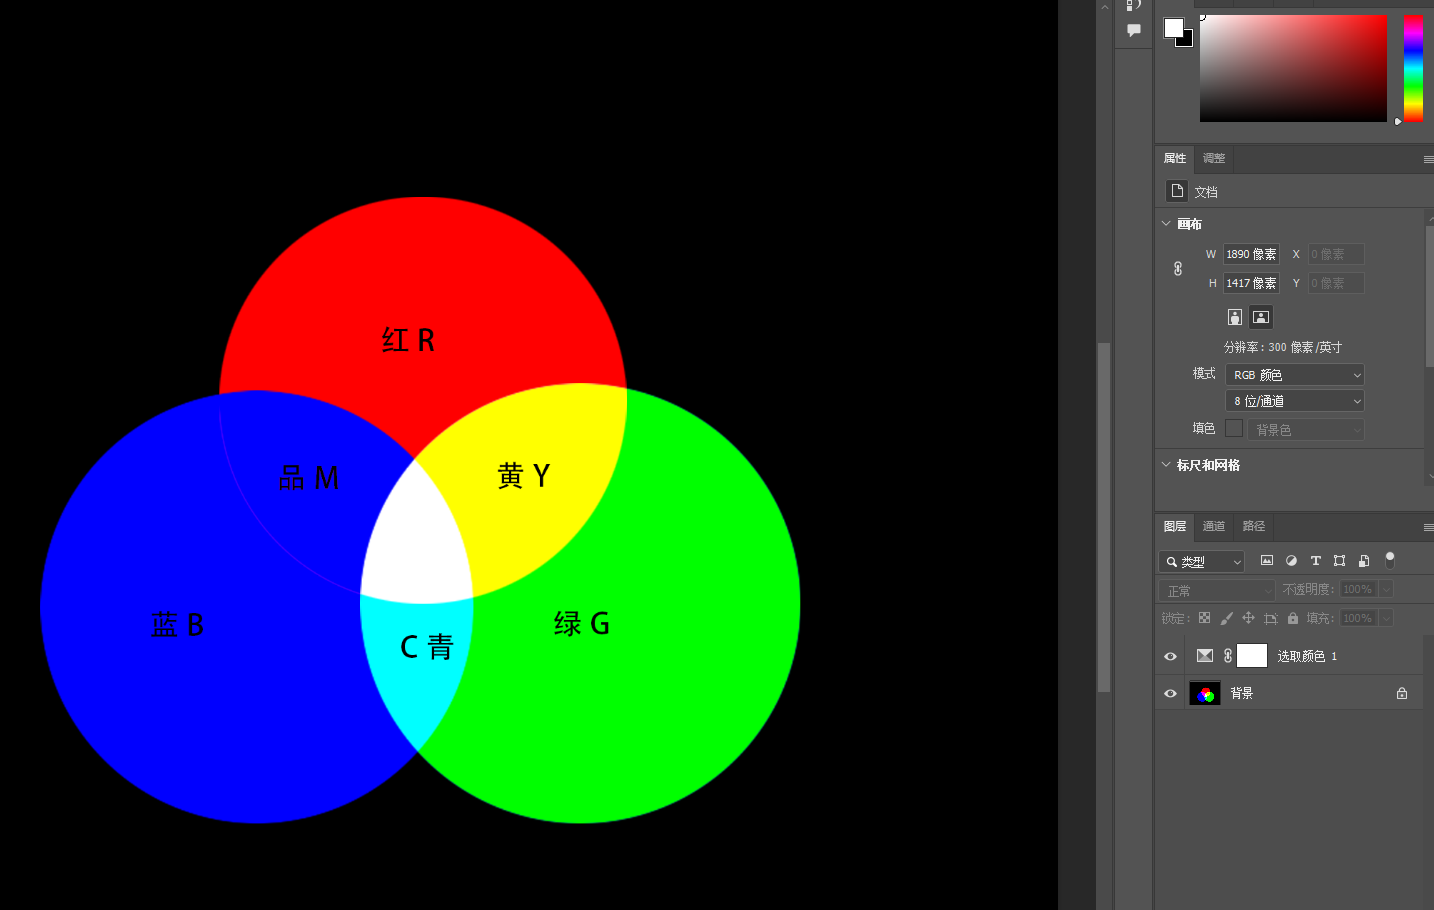 红 R
品 M
黄 Y
蓝 B
绿 G
C 青
属性 调整
文档
画布
W 1890 像素 X 0 像素
H 1417 像素 Y 0 像素
分辨率 : 300 像素/英寸
模式 RGB 颜色
8 位/通道
填色 背景色
标尺和网格
图层 通道 路径
类型
正常 不透明度: 100%
锁定: 填充: 100%
选取颜色 1
背景